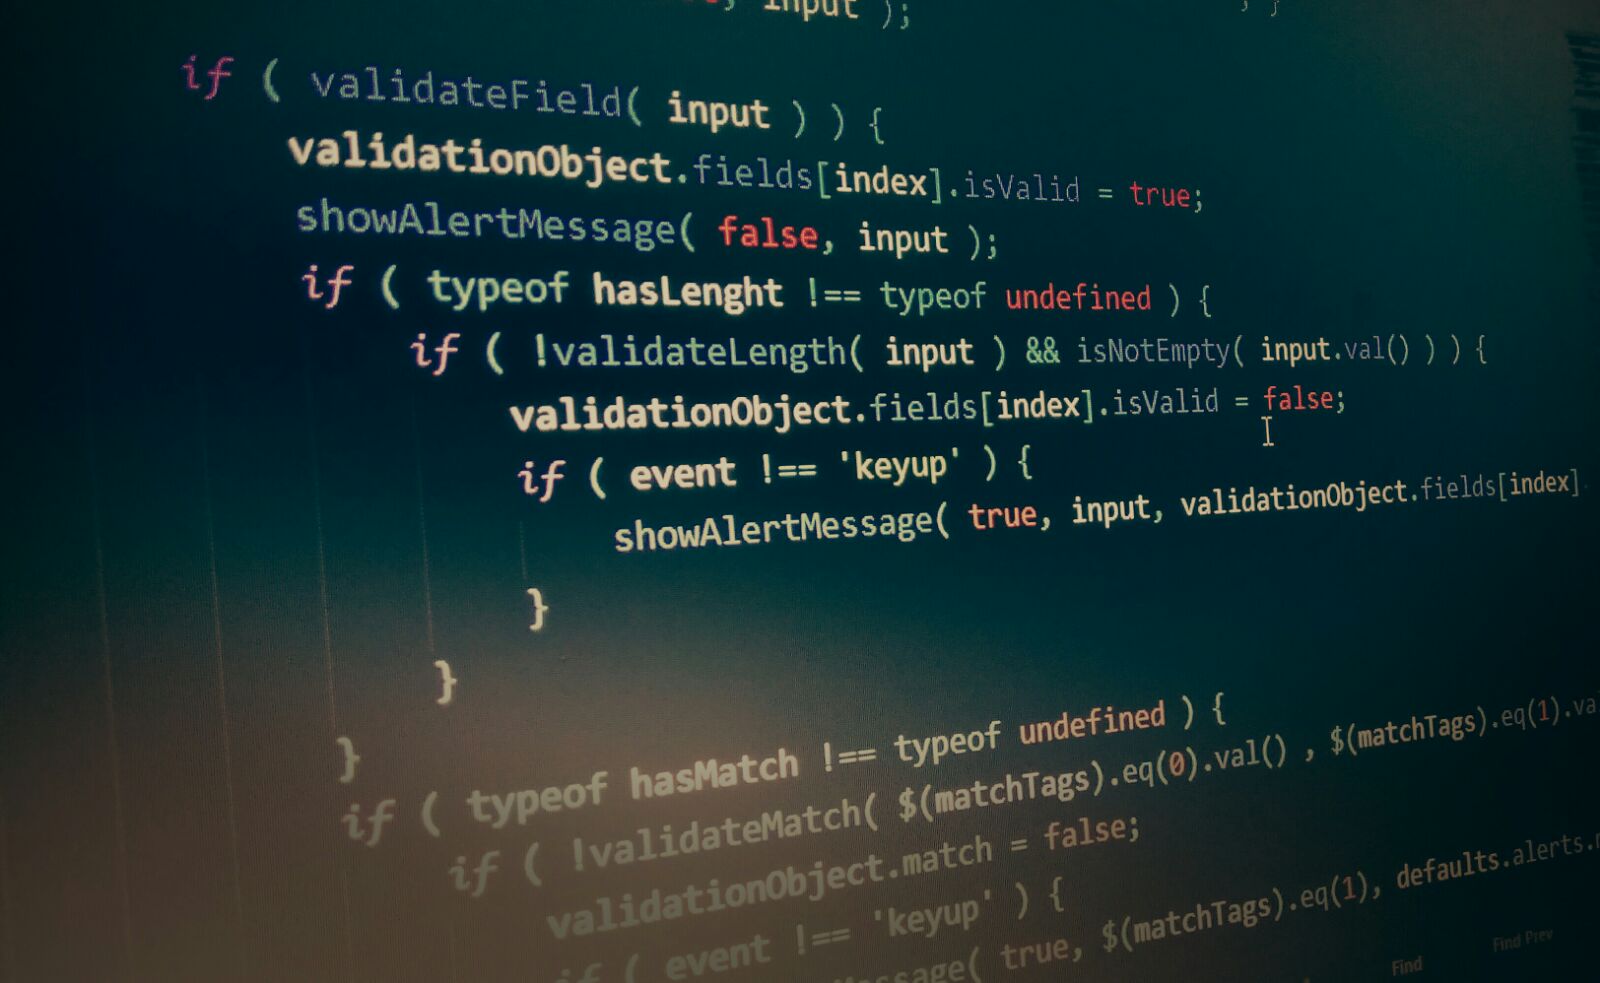 input );
if ( validateField( input ) ) {
validationObject.fields[index].isValid = true;
showAlertMessage( false, input );
if ( typeof hasLenght !== typeof undefined ) {
if ( !validateLength( input ) && isNotEmpty( input.val() ) ) {
validationObject.fields[index].isValid = false;
if ( event !== 'keyup' ) {
showAlertMessage( true, input, validationObject.fields[index].
}
}
}
if ( typeof hasMatch !== typeof undefined ) {
if ( !validateMatch( $(matchTags).eq(0).val() , $(matchTags).eq(1).va
validationObject.match = false;
if ( event !== 'keyup' ) {
true, $(matchTags).eq(1), defaults.alerts.
Find
Find Prev